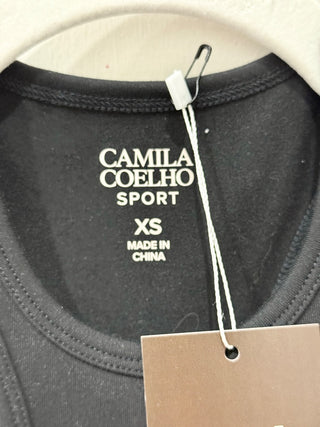 CAMILA
COELHO
SPORT
XS
MADE IN
CHINA